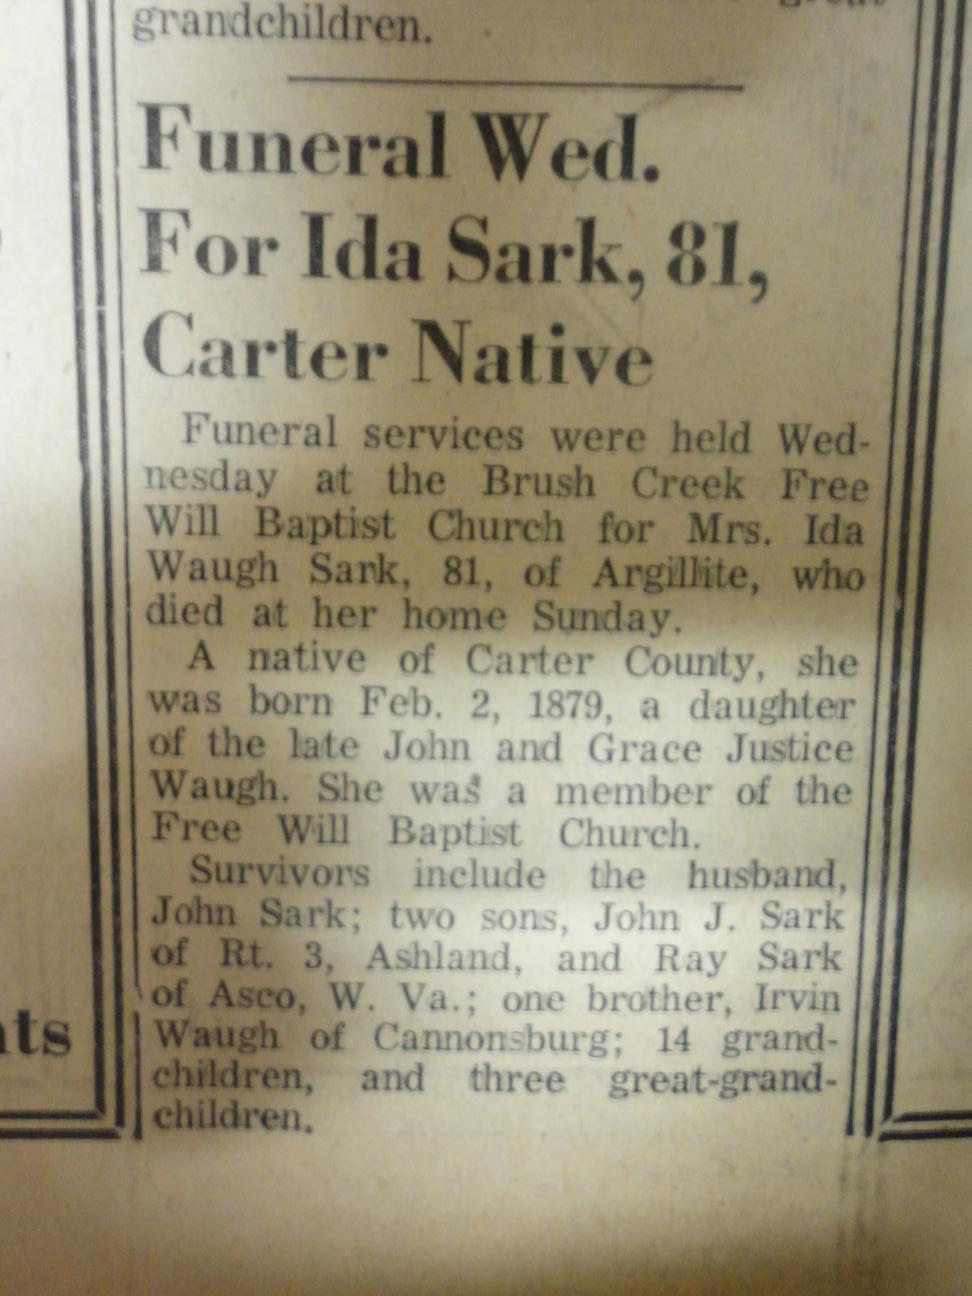 grandchildren.
Funeral Wed.
For Ida Sark, 81,
Carter Native
Funeral services were held Wed-
nesday at the Brush Creek Free
Will Baptist Church for Mrs. Ida
Waugh Sark, 81, of Argillite, who
died at her home Sunday.
A native of Carter County, she
was born Feb. 2, 1879, a daughter
of the late John and Grace Justice
Waugh. She was a member of the
Free Will Baptist Church.
Survivors include the husband,
John Sark; two sons, John J. Sark
of Rt. 3, Ashland, and Ray Sark
of Asco, W. Va.; one brother, Irvin
Waugh of Cannonsburg; 14 grand-
children, and three great-grand-
children.